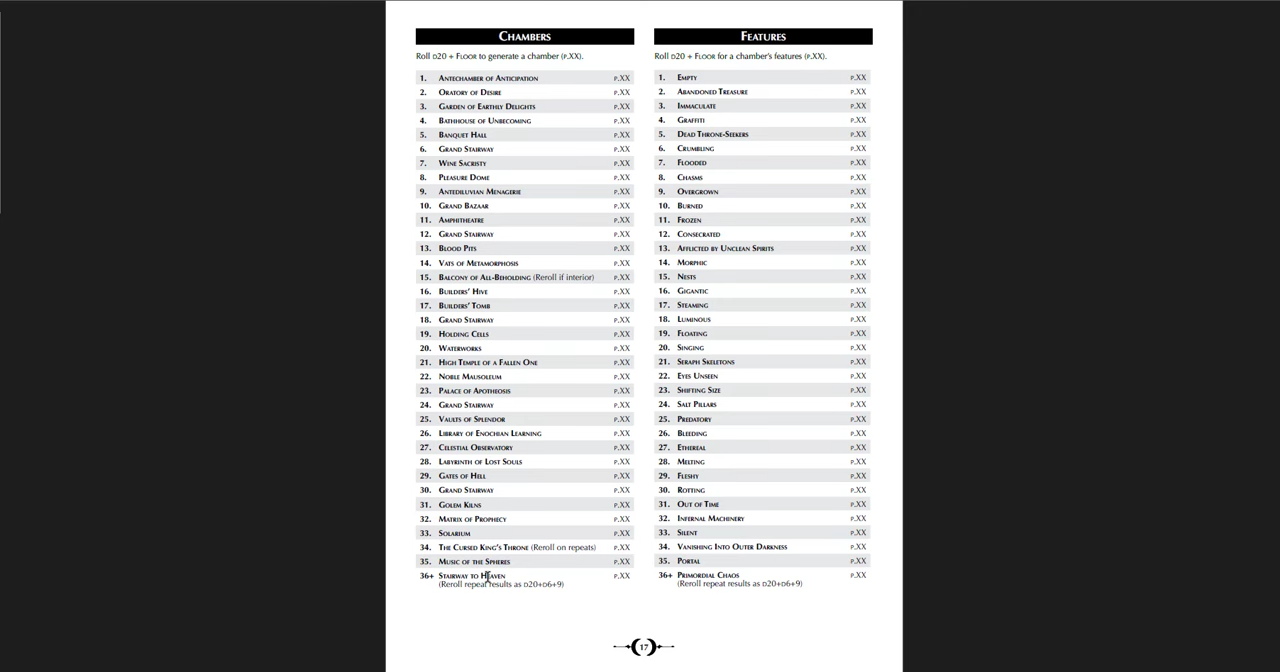 CHAMBERS
Roll D20 + FLOOR to generate a chamber (P.XX).
1. ANTECHAMBER OF ANTICIPATION P.XX
2. ORATORY OF DESIRE P.XX
3. GARDEN OF EARTHLY DELIGHTS P.XX
4. BATHHOUSE OF UNBECOMING P.XX
5. BANQUET HALL P.XX
6. GRAND STAIRWAY P.XX
7. WINE SACRISTY P.XX
8. PLEASURE DOME P.XX
9. ANTEDILUVIAN MENAGERIE P.XX
10. GRAND BAZAAR P.XX
11. AMPHITHEATRE P.XX
12. GRAND STAIRWAY P.XX
13. BLOOD PITS P.XX
14. VATS OF METAMORPHOSIS P.XX
15. BALCONY OF ALL-BEHOLDING (Reroll if interior) P.XX
16. BUILDERS' HIVE P.XX
17. BUILDERS' TOMB P.XX
18. GRAND STAIRWAY P.XX
19. HOLDING CELLS P.XX
20. WATERWORKS P.XX
21. HIGH TEMPLE OF A FALLEN ONE P.XX
22. NOBLE MAUSOLEUM P.XX
23. PALACE OF APOTHEOSIS P.XX
24. GRAND STAIRWAY P.XX
25. VAULTS OF SPLENDOR P.XX
26. LIBRARY OF ENOCHIAN LEARNING P.XX
27. CELESTIAL OBSERVATORY P.XX
28. LABYRINTH OF LOST SOULS P.XX
29. GATES OF HELL P.XX
30. GRAND STAIRWAY P.XX
31. GOLEM KILNS P.XX
32. MATRIX OF PROPHECY P.XX
33. SOLARIUM P.XX
34. THE CURSED KING'S THRONE (Reroll on repeats) P.XX
35. MUSIC OF THE SPHERES P.XX
36+ STAIRWAY TO HEAVEN P.XX
(Reroll repeat results as D20+D6+9)
FEATURES
Roll D20 + FLOOR for a chamber's features (P.XX).
1. EMPTY P.XX
2. ABANDONED TREASURE P.XX
3. IMMACULATE P.XX
4. GRAFFITI P.XX
5. DEAD THRONE-SEEKERS P.XX
6. CRUMBLING P.XX
7. FLOODED P.XX
8. CHASMS P.XX
9. OVERGROWN P.XX
10. BURNED P.XX
11. FROZEN P.XX
12. CONSECRATED P.XX
13. AFFLICTED BY UNCLEAN SPIRITS P.XX
14. MORPHIC P.XX
15. NESTS P.XX
16. GIGANTIC P.XX
17. STEAMING P.XX
18. LUMINOUS P.XX
19. FLOATING P.XX
20. SINGING P.XX
21. SERAPH SKELETONS P.XX
22. EYES UNSEEN P.XX
23. SHIFTING SIZE P.XX
24. SALT PILLARS P.XX
25. PREDATORY P.XX
26. BLEEDING P.XX
27. ETHEREAL P.XX
28. MELTING P.XX
29. FLESHY P.XX
30. ROTTING P.XX
31. OUT OF TIME P.XX
32. INFERNAL MACHINERY P.XX
33. SILENT P.XX
34. VANISHING INTO OUTER DARKNESS P.XX
35. PORTAL P.XX
36+ PRIMORDIAL CHAOS P.XX
(Reroll repeat results as D20+D6+9)
17